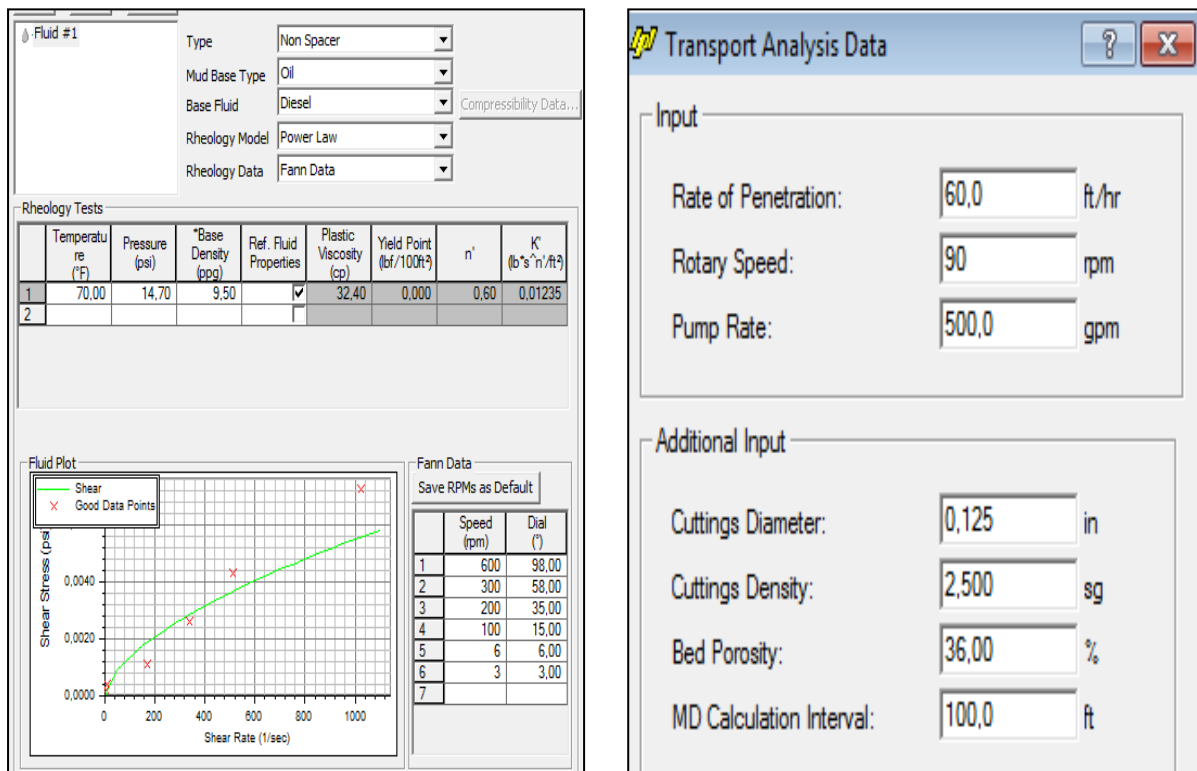 Fluid #1
Type Non Spacer
Mud Base Type Oil
Base Fluid Diesel Compressibility Data...
Rheology Model Power Law
Rheology Data Fann Data
Rheology Tests
Temperatu
re
(°F) Pressure
(psi) *Base
Density
(ppg) Ref. Fluid
Properties Plastic
Viscosity
(cp) Yield Point
(lbf/100ft²) n' K'
(lb*s^n'/ft²)
1 70,00 14,70 9,50 32,40 0,000 0,60 0,01235
2
Fluid Plot
Shear
Good Data Points
Shear Stress (psi
0,0040
0,0020
0,0000
0 200 400 600 800 1000
Shear Rate (1/sec)
Fann Data
Save RPMs as Default
Speed
(rpm) Dial
(°)
1 600 98,00
2 300 58,00
3 200 35,00
4 100 15,00
5 6 6,00
6 3 3,00
7
Transport Analysis Data
Input
Rate of Penetration: 60,0 ft/hr
Rotary Speed: 90 rpm
Pump Rate: 500,0 gpm
Additional Input
Cuttings Diameter: 0,125 in
Cuttings Density: 2,500 sg
Bed Porosity: 36,00 %
MD Calculation Interval: 100,0 ft